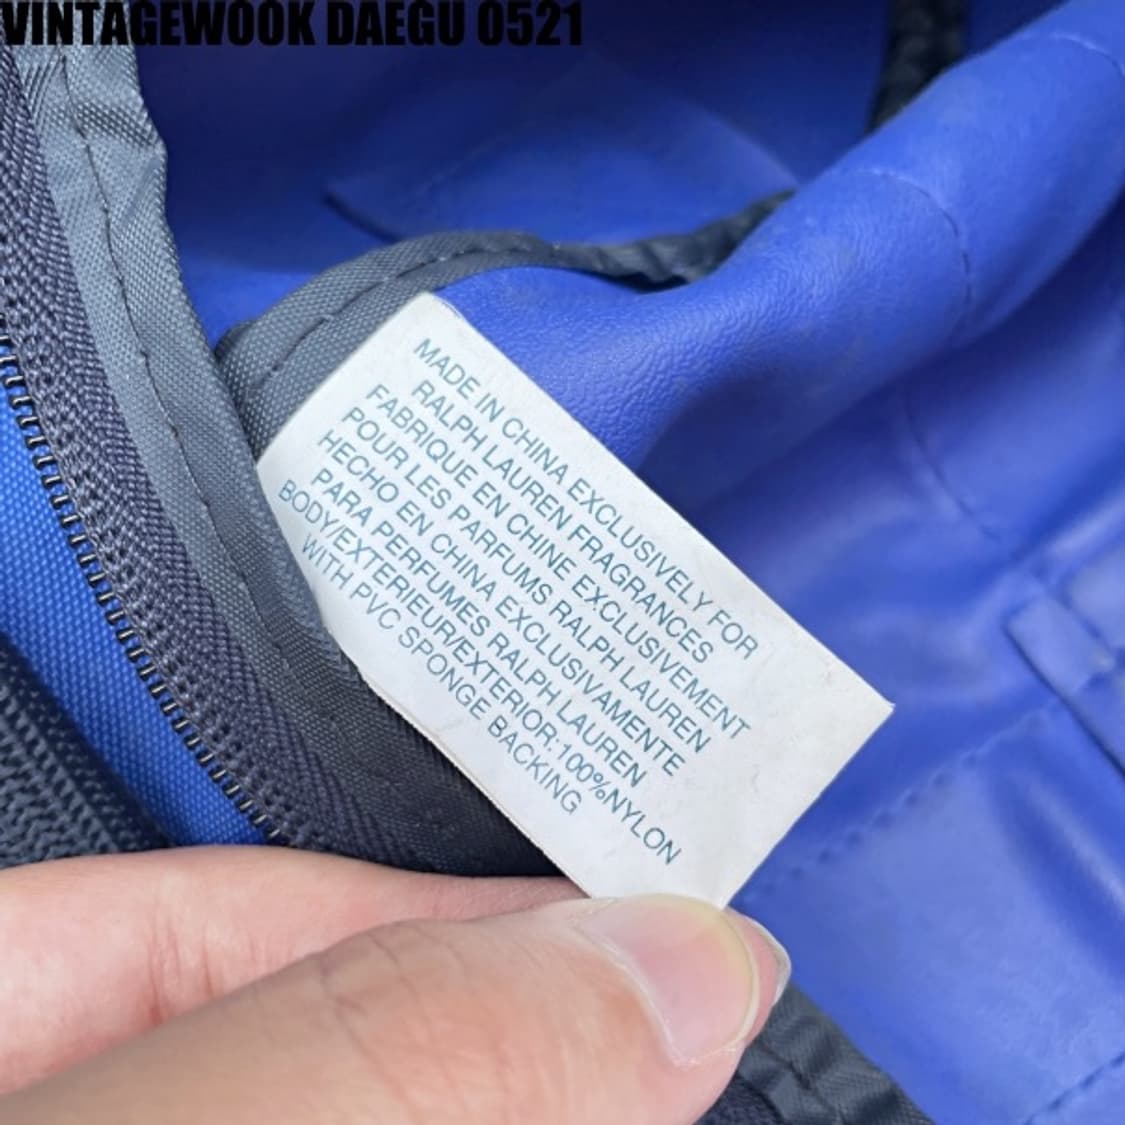 VINTAGEWOOK DAEGU 0521
MADE IN CHINA EXCLUSIVELY FOR
RALPH LAUREN FRAGRANCES
FABRIQUE EN CHINE EXCLUSIVEMENT
POUR LES PARFUMS RALPH LAUREN
HECHO EN CHINA EXCLUSIVAMENTE
PARA PERFUMES RALPH LAUREN
BODY/EXTERIEUR/EXTERIOR:100%NYLON
WITH PVC SPONGE BACKING